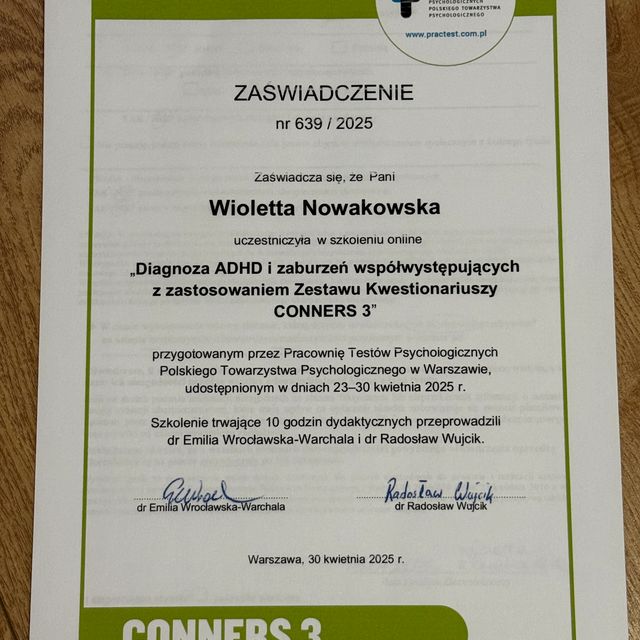 PSYCHOLOGICZNYCH
POLSKIEGO TOWARZYSTWA
PSYCHOLOGICZNEGO
www.practest.com.pl
ZAŚWIADCZENIE
nr 639 / 2025
Zaświadcza się, że Pani
Wioletta Nowakowska
uczestniczyła w szkoleniu online
„Diagnoza ADHD i zaburzeń współwystępujących
z zastosowaniem Zestawu Kwestionariuszy
CONNERS 3”
przygotowanym przez Pracownię Testów Psychologicznych
Polskiego Towarzystwa Psychologicznego w Warszawie,
udostępnionym w dniach 23–30 kwietnia 2025 r.
Szkolenie trwające 10 godzin dydaktycznych przeprowadzili
dr Emilia Wrocławska-Warchala i dr Radosław Wujcik.
Radosław Wujcik
dr Emilia Wrocławska-Warchala
dr Radosław Wujcik
Warszawa, 30 kwietnia 2025 r.
CONNERS 3